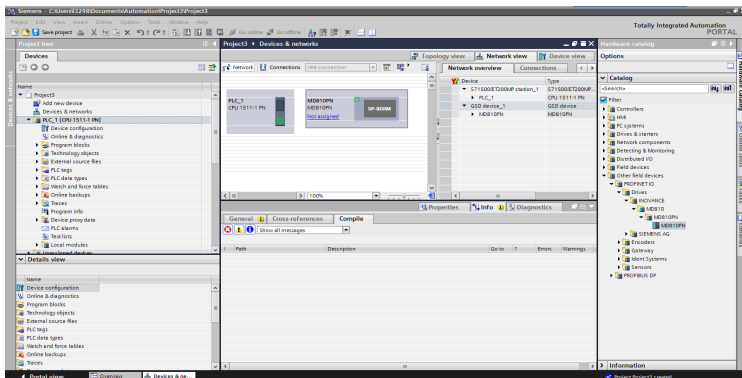 Siemens - C:\Users\I3298\Documents\Automation\Project3\Project3
Project Edit View Insert Online Options Tools Window Help
Totally Integrated Automation
PORTAL
Save project
Go online
Go offline
Project tree
Project3 ▸ Devices & networks
Hardware catalog
Devices
Topology view
Network view
Device view
Options
Network
Connections
HMI connection
Network overview
Connections
Catalog
<Search>
Filter
Name
Project3
Add new device
Devices & networks
PLC_1 [CPU 1511-1 PN]
Device configuration
Online & diagnostics
Program blocks
Technology objects
External source files
PLC tags
PLC data types
Watch and force tables
Online backups
Traces
Program info
Device proxy data
PLC alarms
Text lists
Local modules
Unassigned devices
PLC_1
CPU 1511-1 PN
MD810PN
MD810PN
Not assigned
DP-NORM
100%
Device
Type
S71500/ET200MP station_1
S71500/ET200MP...
PLC_1
CPU 1511-1 PN
GSD device_1
GSD device
MD810PN
MD810PN
Controllers
HMI
PC systems
Drives & starters
Network components
Detecting & Monitoring
Distributed I/O
Field devices
Other field devices
PROFINET IO
Drives
INOVANCE
MD810
MD810PN
MD810PN
SIEMENS AG
Encoders
Gateway
Ident Systems
Sensors
PROFIBUS DP
Devices & networks
Hardware catalog
Online tools
Tasks
Libraries
Properties
Info
Diagnostics
General
Cross-references
Compile
Show all messages
! Path
Description
Go to
?
Errors
Warnings
Details view
Name
Device configuration
Online & diagnostics
Program blocks
Technology objects
External source files
PLC tags
PLC data types
Watch and force tables
Online backups
Traces
Information
Portal view
Overview
Devices & ne...
Project Project3 created.